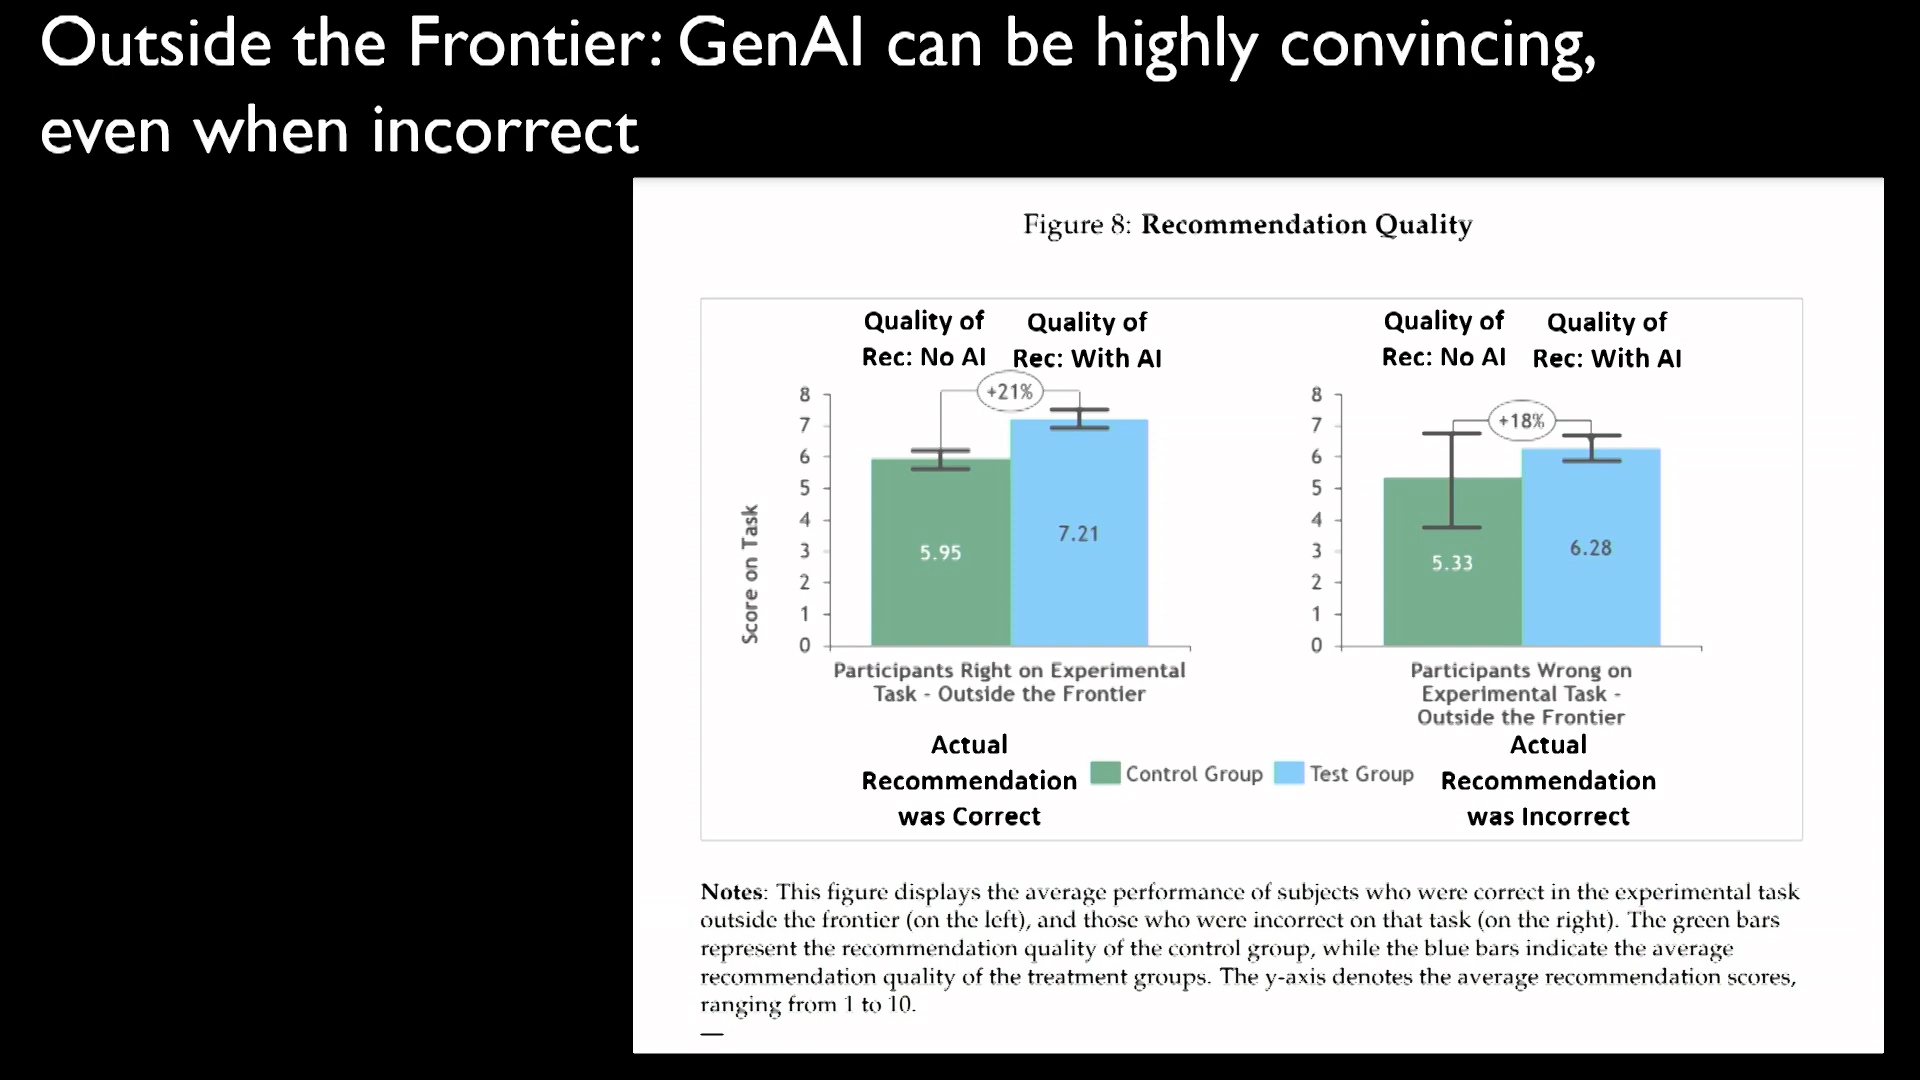 Outside the Frontier: GenAI can be highly convincing,
even when incorrect
Figure 8: Recommendation Quality
Quality of
Rec: No AI
Quality of
Rec: With AI
+21%
8
7
6
5
4
3
2
1
0
Score on Task
5.95
7.21
Participants Right on Experimental
Task - Outside the Frontier
Actual
Recommendation
was Correct
Quality of
Rec: No AI
Quality of
Rec: With AI
+18%
8
7
6
5
4
3
2
1
0
5.33
6.28
Participants Wrong on
Experimental Task -
Outside the Frontier
Actual
Recommendation
was Incorrect
Control Group
Test Group
Notes: This figure displays the average performance of subjects who were correct in the experimental task
outside the frontier (on the left), and those who were incorrect on that task (on the right). The green bars
represent the recommendation quality of the control group, while the blue bars indicate the average
recommendation quality of the treatment groups. The y-axis denotes the average recommendation scores,
ranging from 1 to 10.